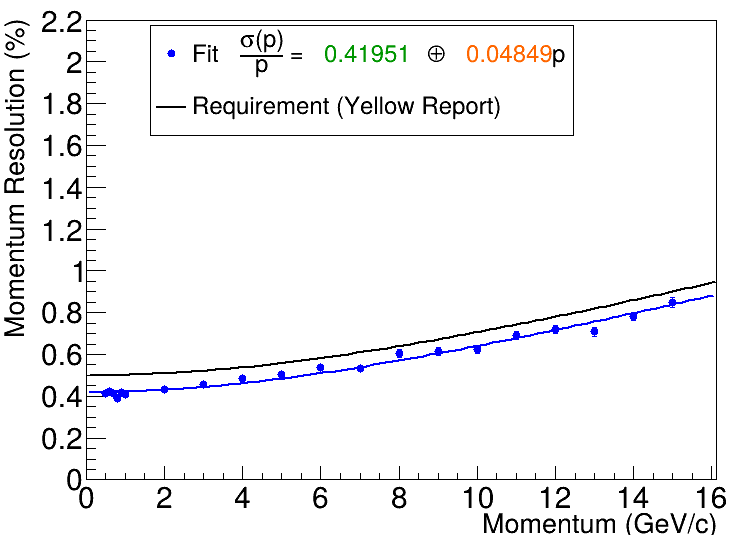 Momentum Resolution (%)
2.2
2
1.8
1.6
1.4
1.2
1
0.8
0.6
0.4
0.2
0
Fit σ(p)/p = 0.41951 ⊕ 0.04849p
Requirement (Yellow Report)
0 2 4 6 8 10 12 14 16
Momentum (GeV/c)